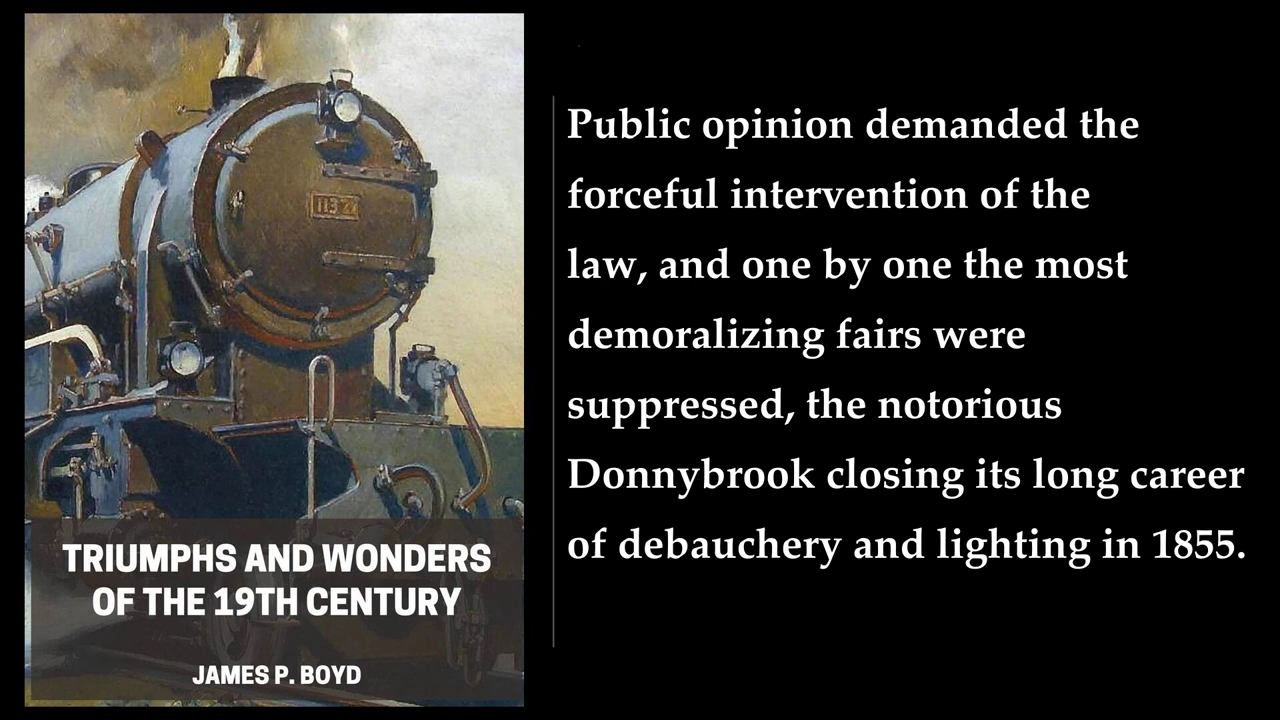 1132
TRIUMPHS AND WONDERS
OF THE 19TH CENTURY
JAMES P. BOYD
Public opinion demanded the
forceful intervention of the
law, and one by one the most
demoralizing fairs were
suppressed, the notorious
Donnybrook closing its long career
of debauchery and lighting in 1855.